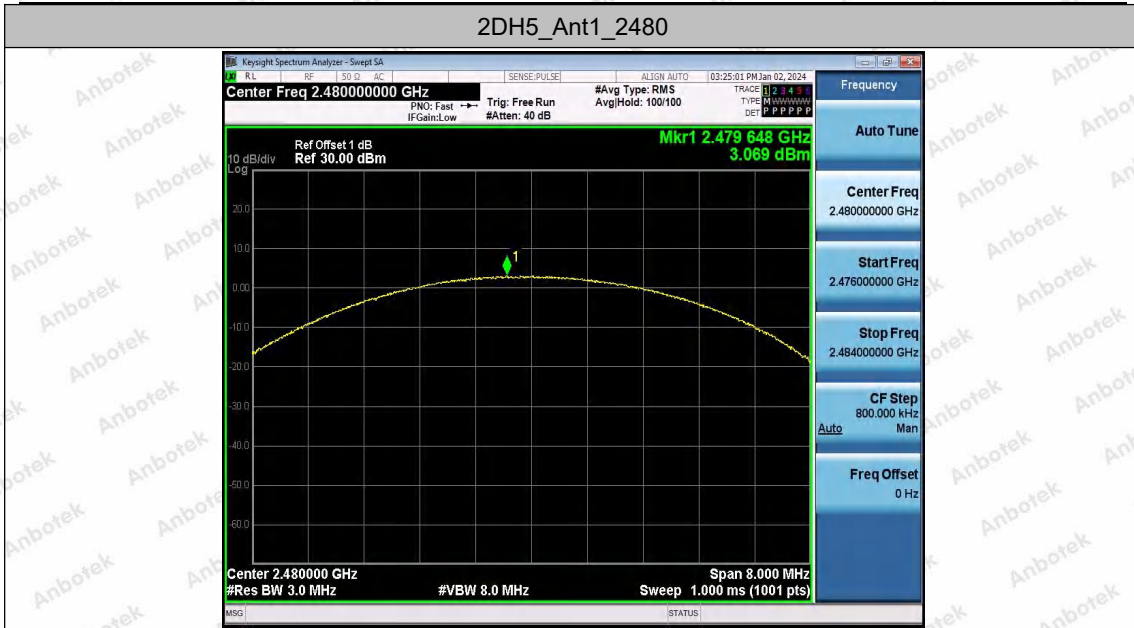 2DH5_Ant1_2480
Keysight Spectrum Analyzer - Swept SA
LXI RL RF 50 Ω AC SENSE:PULSE ALIGN AUTO 03:25:01 PM Jan 02, 2024
Center Freq 2.480000000 GHz
PNO: Fast
IFGain:Low
Trig: Free Run
#Atten: 40 dB
#Avg Type: RMS
Avg|Hold: 100/100
TRACE 1 2 3 4 5 6
TYPE M WWWWW
DET P P P P P P
Frequency
Auto Tune
Center Freq
2.480000000 GHz
Start Freq
2.476000000 GHz
Stop Freq
2.484000000 GHz
CF Step
800.000 kHz
Auto Man
Freq Offset
0 Hz
Mkr1 2.479 648 GHz
3.069 dBm
Ref Offset 1 dB
10 dB/div Ref 30.00 dBm
Log
20.0
10.0
0.00
-10.0
-20.0
-30.0
-40.0
-50.0
-60.0
1
Center 2.480000 GHz Span 8.000 MHz
#Res BW 3.0 MHz #VBW 8.0 MHz Sweep 1.000 ms (1001 pts)
MSG STATUS
Anbotek